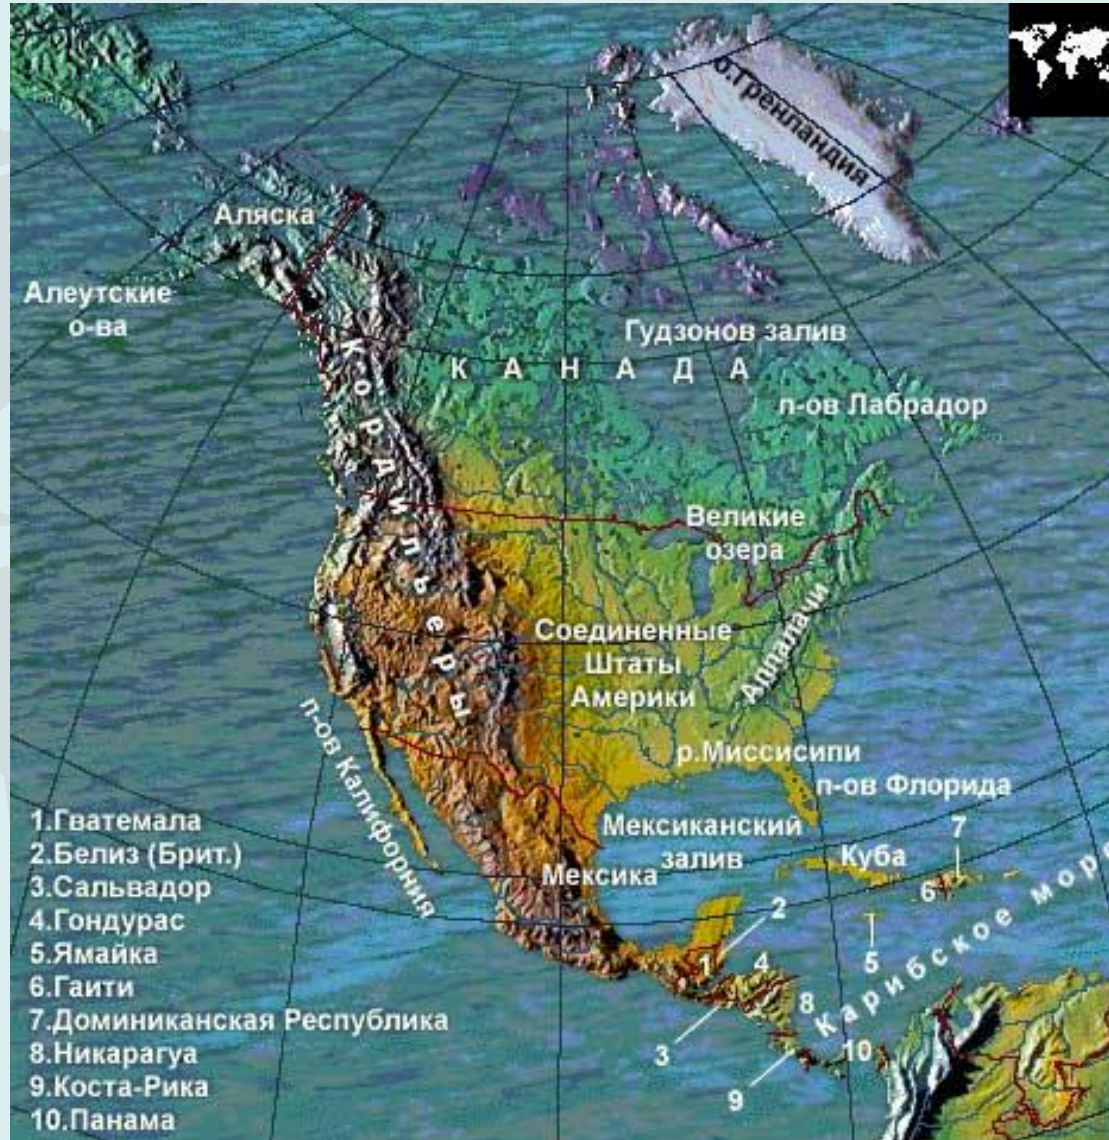 о.Гренландия
Аляска
Алеутские
о-ва
Гудзонов залив
КАНАДА
п-ов Лабрадор
Кордильеры
Великие
озера
Аппалачи
Соединенные
Штаты
Америки
р.Миссисипи
п-ов Флорида
п-ов Калифорния
Мексиканский
залив
Мексика
Куба
7
6
2
5
1
4
8
3
10
9
Карибское море
1.Гватемала
2.Белиз (Брит.)
3.Сальвадор
4.Гондурас
5.Ямайка
6.Гаити
7.Доминиканская Республика
8.Никарагуа
9.Коста-Рика
10.Панама